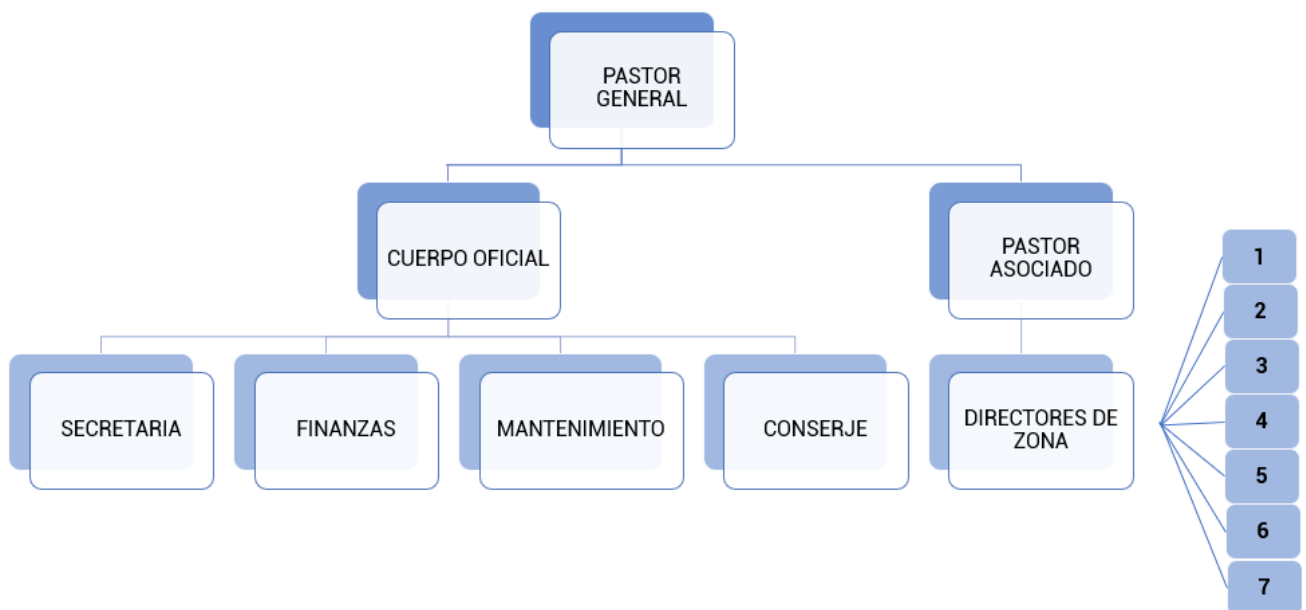 PASTOR
GENERAL
CUERPO OFICIAL
PASTOR
ASOCIADO
SECRETARIA
FINANZAS
MANTENIMIENTO
CONSERJE
DIRECTORES DE
ZONA
1
2
3
4
5
6
7